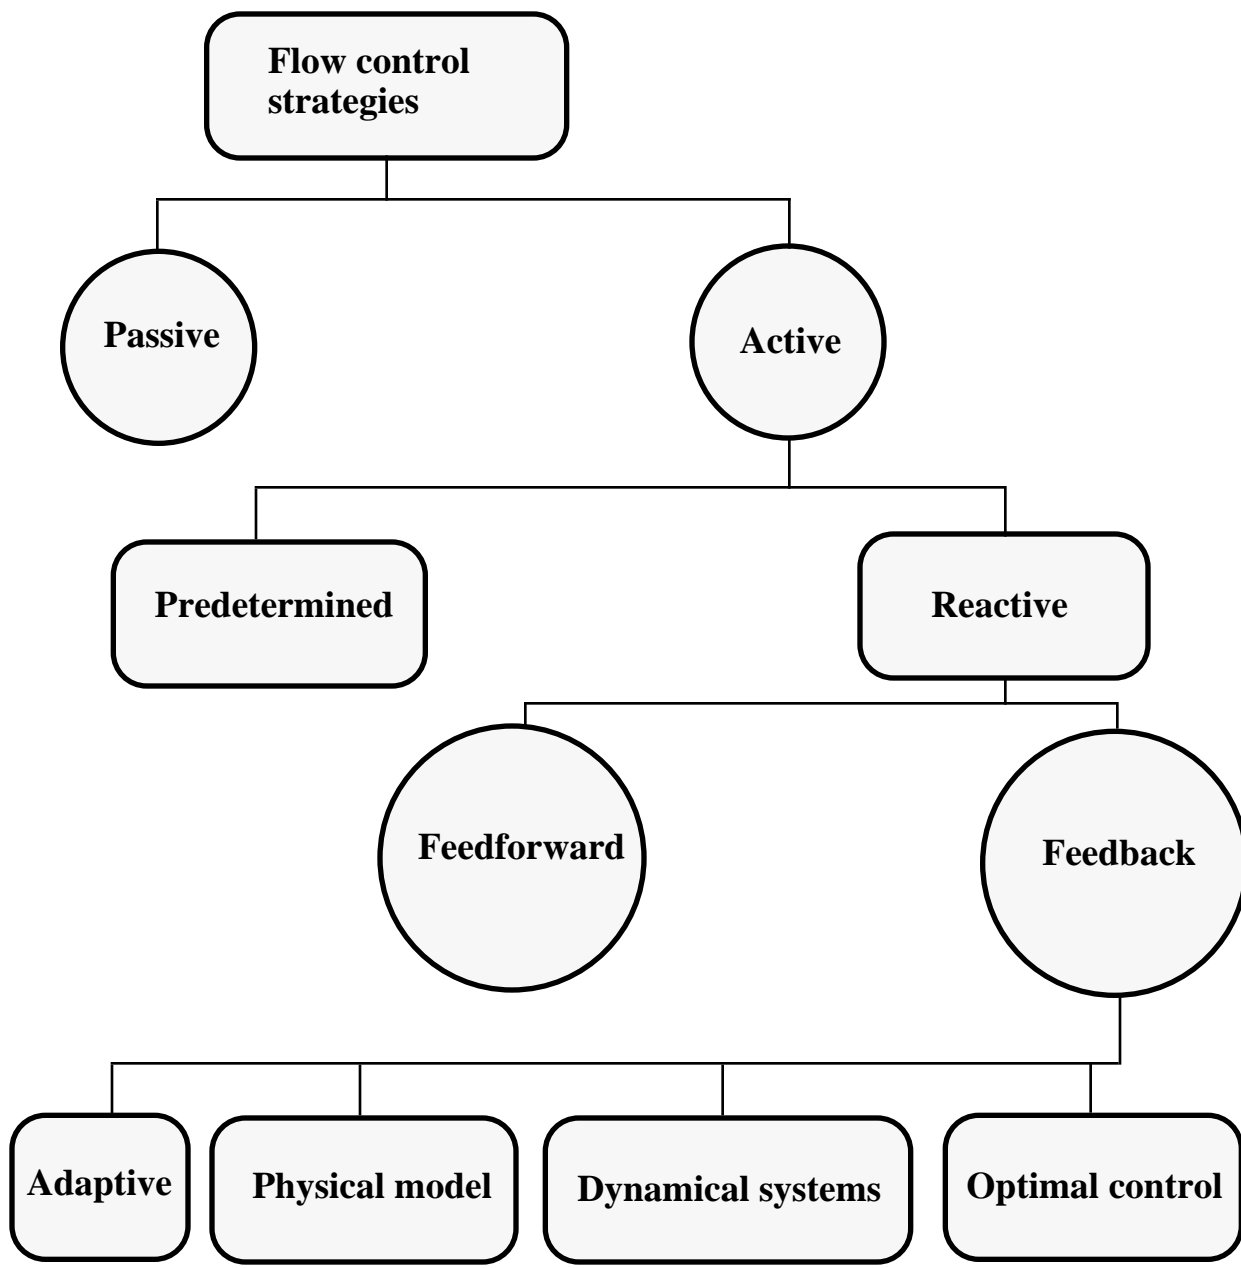 Flow control
strategies
Passive
Active
Predetermined
Reactive
Feedforward
Feedback
Adaptive
Physical model
Dynamical systems
Optimal control